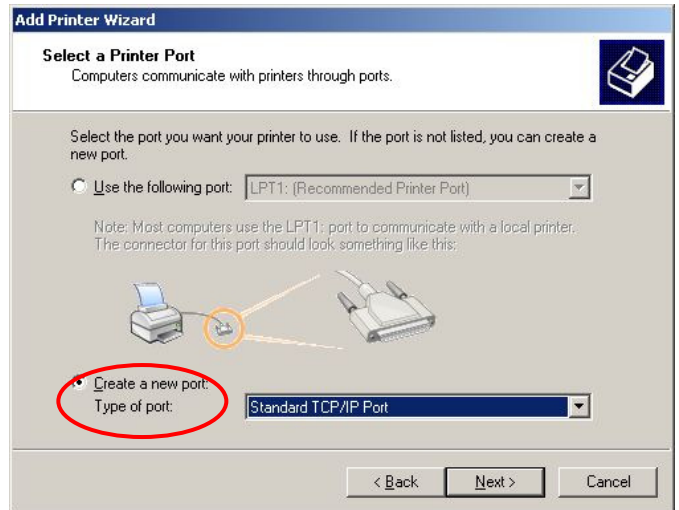 Add Printer Wizard
Select a Printer Port
Computers communicate with printers through ports.
Select the port you want your printer to use. If the port is not listed, you can create a
new port.
Use the following port: LPT1: (Recommended Printer Port)
Note: Most computers use the LPT1: port to communicate with a local printer.
The connector for this port should look something like this:
Create a new port:
Type of port: Standard TCP/IP Port
< Back Next > Cancel